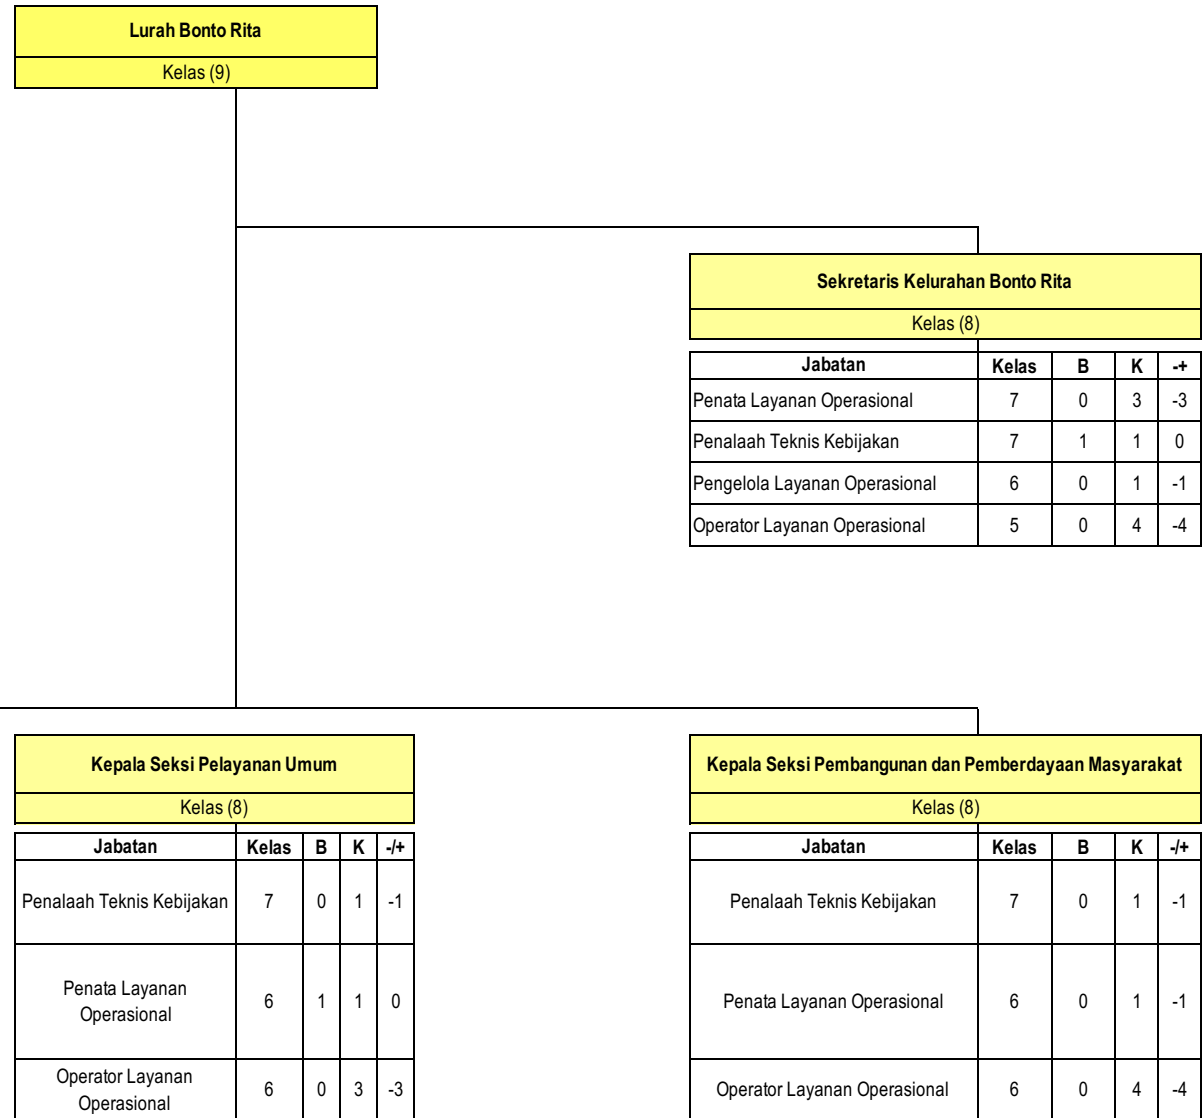 Lurah Bonto Rita
Kelas (9)
Sekretaris Kelurahan Bonto Rita
Kelas (8)
Jabatan Kelas B K -+
Penata Layanan Operasional 7 0 3 -3
Penalaah Teknis Kebijakan 7 1 1 0
Pengelola Layanan Operasional 6 0 1 -1
Operator Layanan Operasional 5 0 4 -4
Kepala Seksi Pelayanan Umum
Kelas (8)
Jabatan Kelas B K -/+
Penalaah Teknis Kebijakan 7 0 1 -1
Penata Layanan
Operasional 6 1 1 0
Operator Layanan
Operasional 6 0 3 -3
Kepala Seksi Pembangunan dan Pemberdayaan Masyarakat
Kelas (8)
Jabatan Kelas B K -/+
Penalaah Teknis Kebijakan 7 0 1 -1
Penata Layanan Operasional 6 0 1 -1
Operator Layanan Operasional 6 0 4 -4